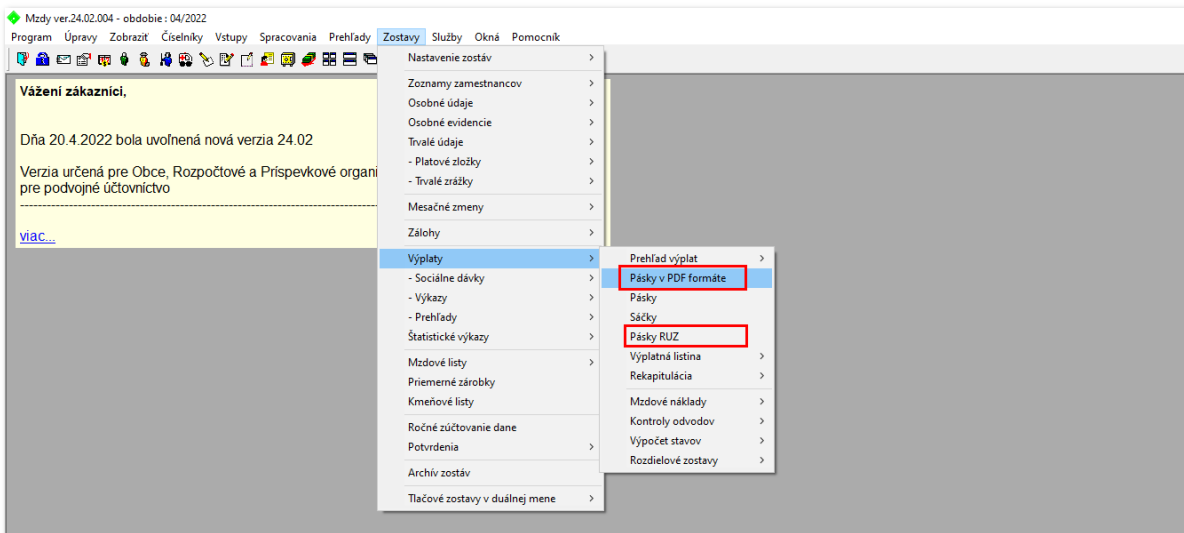 Mzdy ver.24.02.004 - obdobie : 04/2022
Program Úpravy Zobraziť Číselníky Vstupy Spracovania Prehľady Zostavy Služby Okná Pomocník
Vážení zákazníci,
Dňa 20.4.2022 bola uvoľnená nová verzia 24.02
Verzia určená pre Obce, Rozpočtové a Príspevkové organi
pre podvojné účtovníctvo
viac...
Nastavenie zostáv
Zoznamy zamestnancov
Osobné údaje
Osobné evidencie
Trvalé údaje
- Platové zložky
- Trvalé zrážky
Mesačné zmeny
Zálohy
Výplaty
- Sociálne dávky
- Výkazy
- Prehľady
Štatistické výkazy
Mzdové listy
Priemerné zárobky
Kmeňové listy
Ročné zúčtovanie dane
Potvrdenia
Archív zostáv
Tlačové zostavy v duálnej mene
Prehľad výplat
Pásky v PDF formáte
Pásky
Sáčky
Pásky RUZ
Výplatná listina
Rekapitulácia
Mzdové náklady
Kontroly odvodov
Výpočet stavov
Rozdielové zostavy